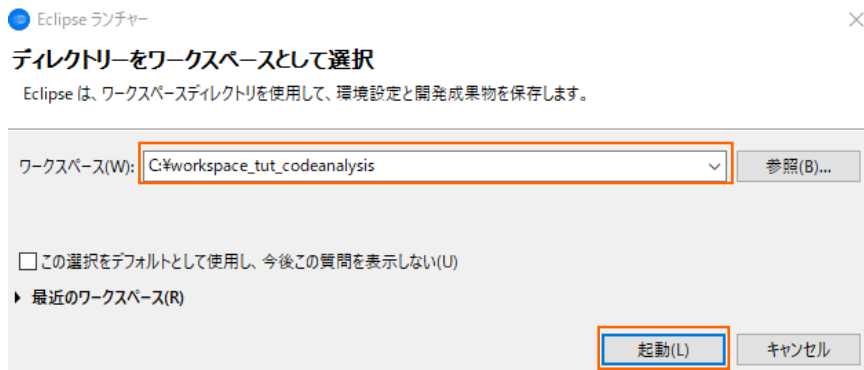 Eclipse ランチャー
ディレクトリーをワークスペースとして選択
Eclipse は、ワークスペースディレクトリを使用して、環境設定と開発成果物を保存します。
ワークスペース(W): C:¥workspace_tut_codeanalysis 参照(B)...
この選択をデフォルトとして使用し、今後この質問を表示しない(U)
最近のワークスペース(R)
起動(L) キャンセル